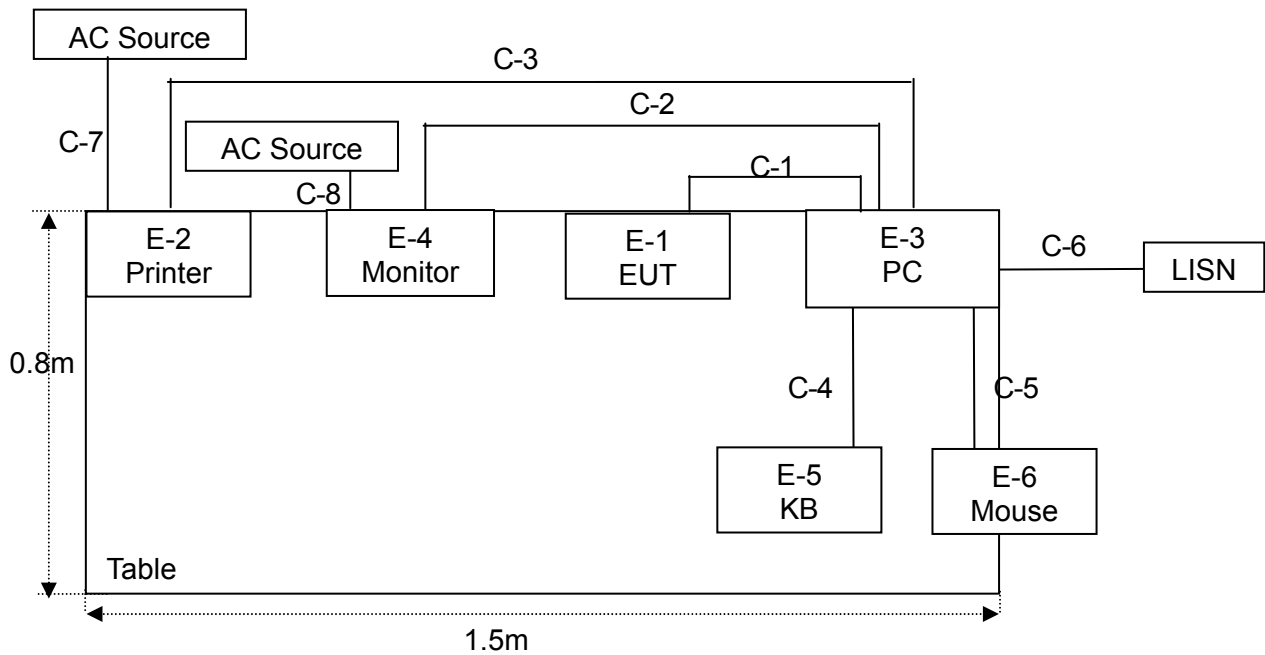 AC Source
C-3
C-2
C-7
AC Source
C-1
C-8
E-2
Printer
E-4
Monitor
E-1
EUT
E-3
PC
C-6
LISN
0.8m
C-4
C-5
E-5
KB
E-6
Mouse
Table
1.5m